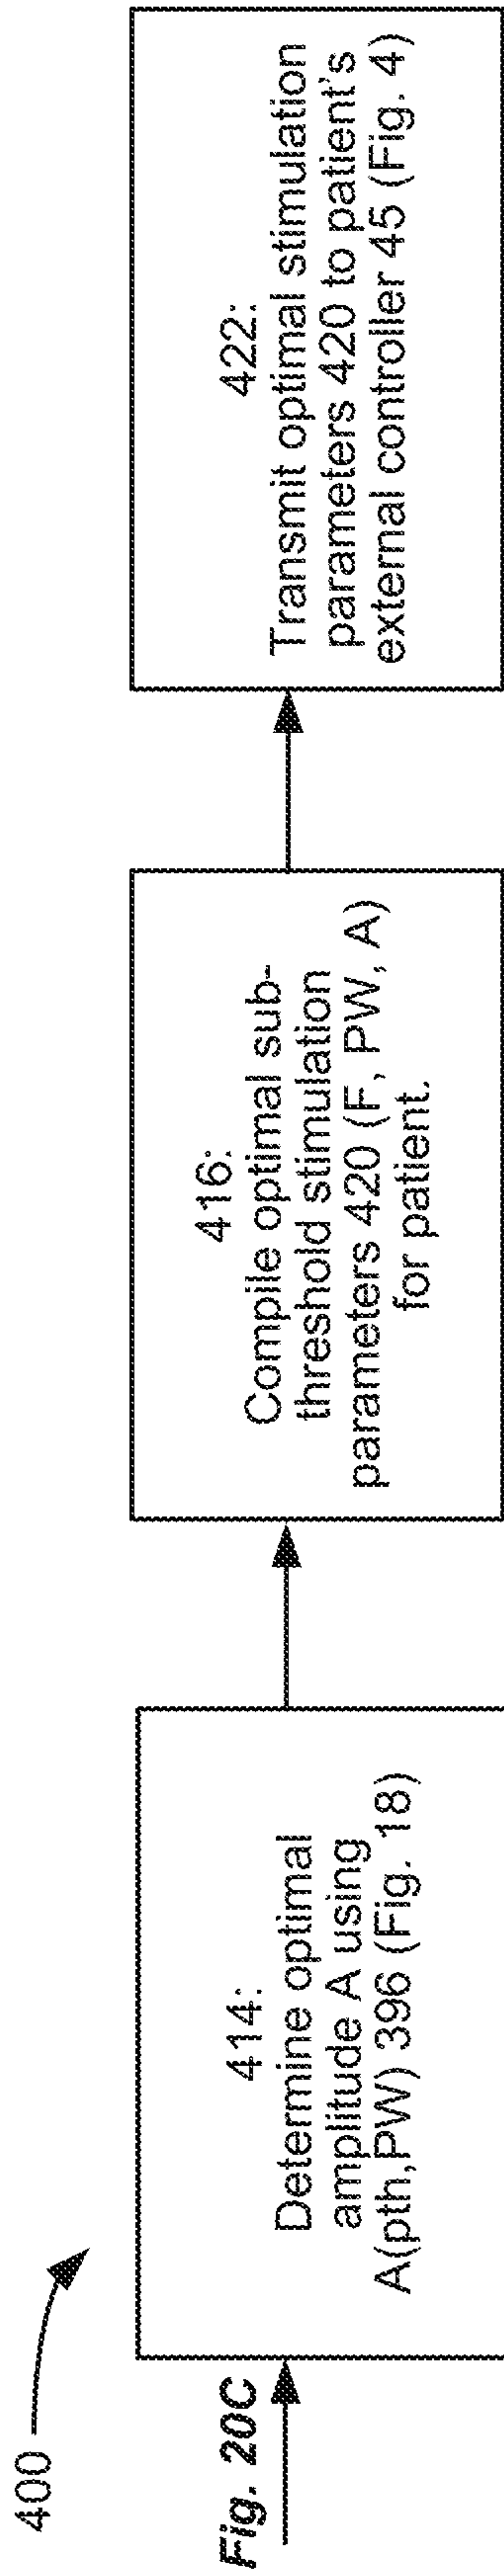 400
Fig. 20C
414:
Determine optimal
amplitude A using
A(pth,PW) 396 (Fig. 18)
416:
Compile optimal sub-
threshold stimulation
parameters 420 (F, PW, A)
for patient.
422:
Transmit optimal stimulation
parameters 420 to patient's
external controller 45 (Fig. 4)